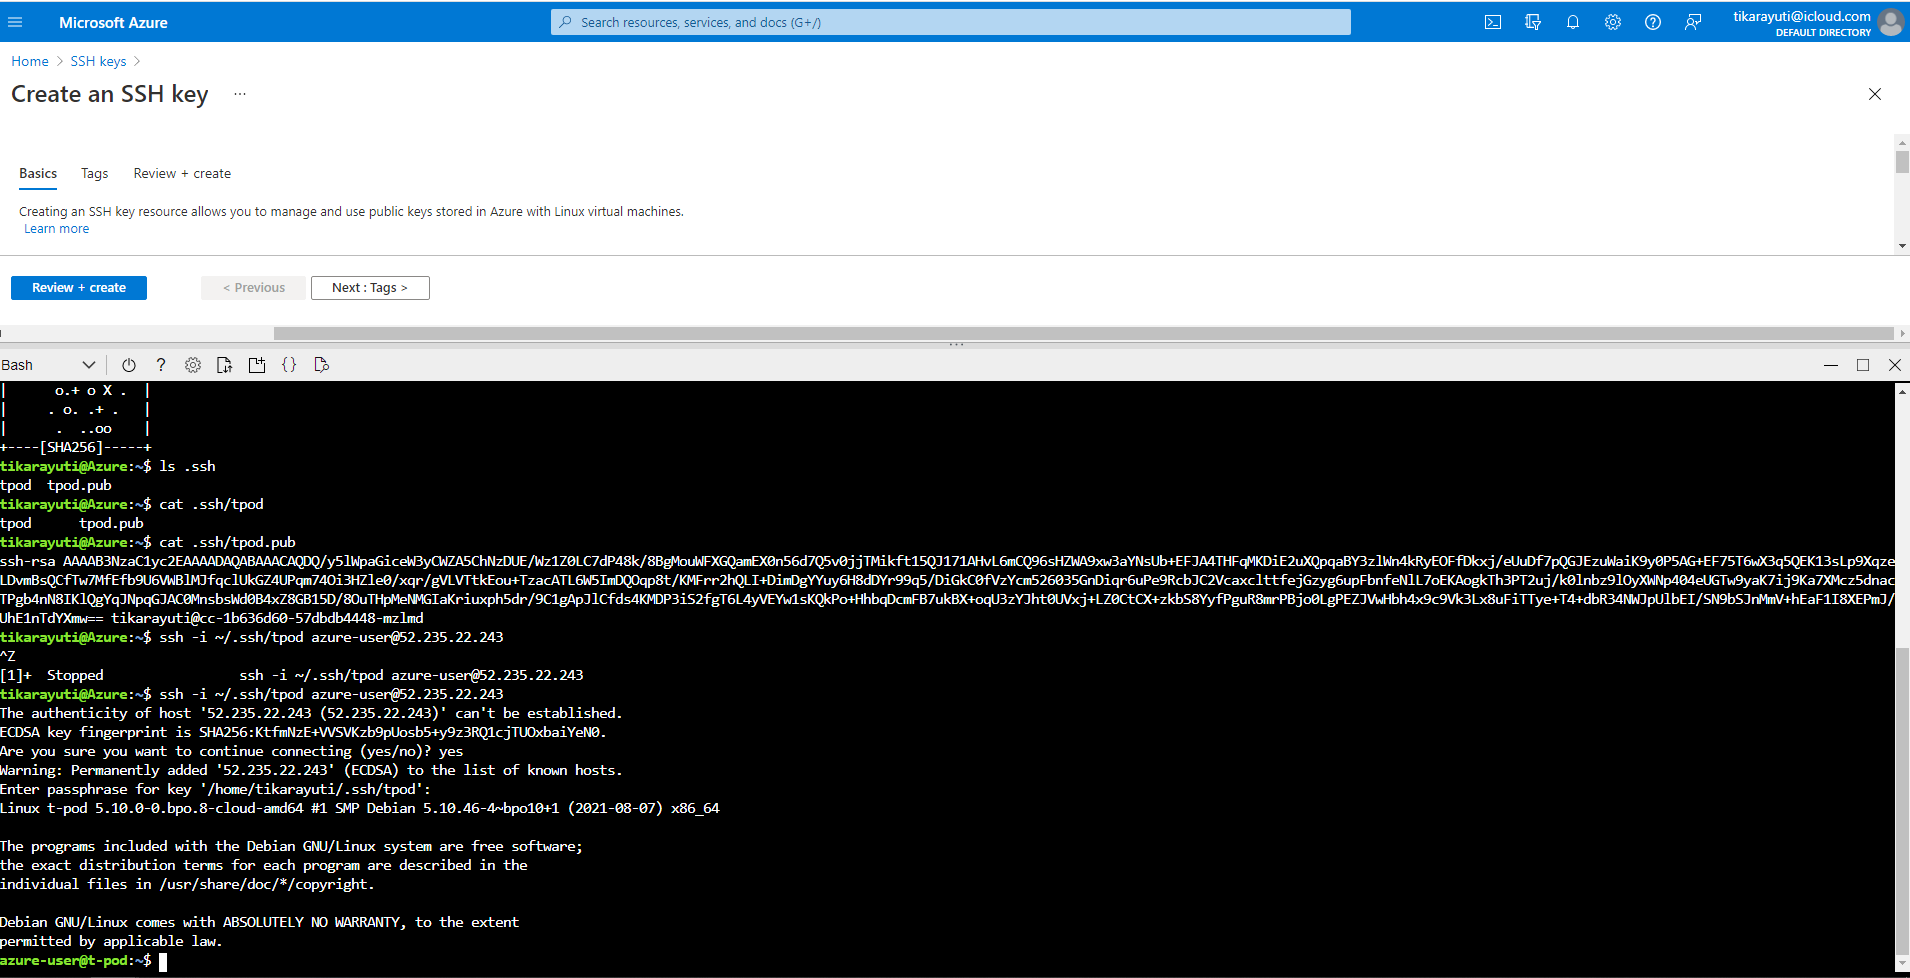 Microsoft Azure
Search resources, services, and docs (G+/)
tikarayuti@icloud.com
DEFAULT DIRECTORY
Home > SSH keys >
Create an SSH key ...
Basics Tags Review + create
Creating an SSH key resource allows you to manage and use public keys stored in Azure with Linux virtual machines.
Learn more
Review + create < Previous Next : Tags >
Bash
| o.+ o X . |
| . o. .+ . |
| . ..oo |
+----[SHA256]-----+
tikarayuti@Azure:~$ ls .ssh
tpod tpod.pub
tikarayuti@Azure:~$ cat .ssh/tpod
tpod tpod.pub
tikarayuti@Azure:~$ cat .ssh/tpod.pub
ssh-rsa AAAAB3NzaC1yc2EAAAADAQABAAACAQDQ/y5lWpaGiceW3yCWZA5ChNzDUE/Wz1Z0LC7dP48k/8BgMouWFXGQamEX0n56d7Q5v0jjTMikft15QJ171AHvL6mCQ96sHZWA9xw3aYNsUb+EFJA4THFqMKDiE2uXQpqaBY3zlWn4kRyEOFfDkxj/eUuDf7pQGJEzuWaiK9y0P5AG+EF75T6wX3q5QEK13sLp9Xqze
LDvmBsQCfTw7MfEfb9U6VWBlMJfqclUkGZ4UPqm74Oi3HZle0/xqr/gVLVTtkEou+TzacATL6W5ImDQOqp8t/KMFrr2hQLI+DimDgYYuy6H8dDYr99q5/DiGkC0fVzYcm526035GnDiqr6uPe9RcbJC2VcaxclttfejGzyg6upFbnfeNlL7oEKAogkTh3PT2uj/k0lnbz9lOyXWNp404eUGTw9yaK7ij9Ka7XMcz5dnac
TPgb4nN8IKlQgYqJNpqGJAC0MnsbsWd0B4xZ8GB15D/8OuTHpMeNMGIaKriuxph5dr/9C1gApJlCfds4KMDP3iS2fgT6L4yVEYw1sKQkPo+HhbqDcmFB7ukBX+oqU3zYJht0UVxj+LZ0CtCX+zkbS8YyfPguR8mrPBjo0LgPEZJVwHbh4x9c9Vk3Lx8uFiTTye+T4+dbR34NWJpUlbEI/SN9bSJnMmV+hEaF1I8XEPmJ/
UhE1nTdYXmw== tikarayuti@cc-1b636d60-57dbdb4448-mzlmd
tikarayuti@Azure:~$ ssh -i ~/.ssh/tpod azure-user@52.235.22.243
^Z
[1]+ Stopped ssh -i ~/.ssh/tpod azure-user@52.235.22.243
tikarayuti@Azure:~$ ssh -i ~/.ssh/tpod azure-user@52.235.22.243
The authenticity of host '52.235.22.243 (52.235.22.243)' can't be established.
ECDSA key fingerprint is SHA256:KtfmNzE+VVSVKzb9pUosb5+y9z3RQ1cjTUOxbaiYeN0.
Are you sure you want to continue connecting (yes/no)? yes
Warning: Permanently added '52.235.22.243' (ECDSA) to the list of known hosts.
Enter passphrase for key '/home/tikarayuti/.ssh/tpod':
Linux t-pod 5.10.0-0.bpo.8-cloud-amd64 #1 SMP Debian 5.10.46-4~bpo10+1 (2021-08-07) x86_64
The programs included with the Debian GNU/Linux system are free software;
the exact distribution terms for each program are described in the
individual files in /usr/share/doc/*/copyright.
Debian GNU/Linux comes with ABSOLUTELY NO WARRANTY, to the extent
permitted by applicable law.
azure-user@t-pod:~$